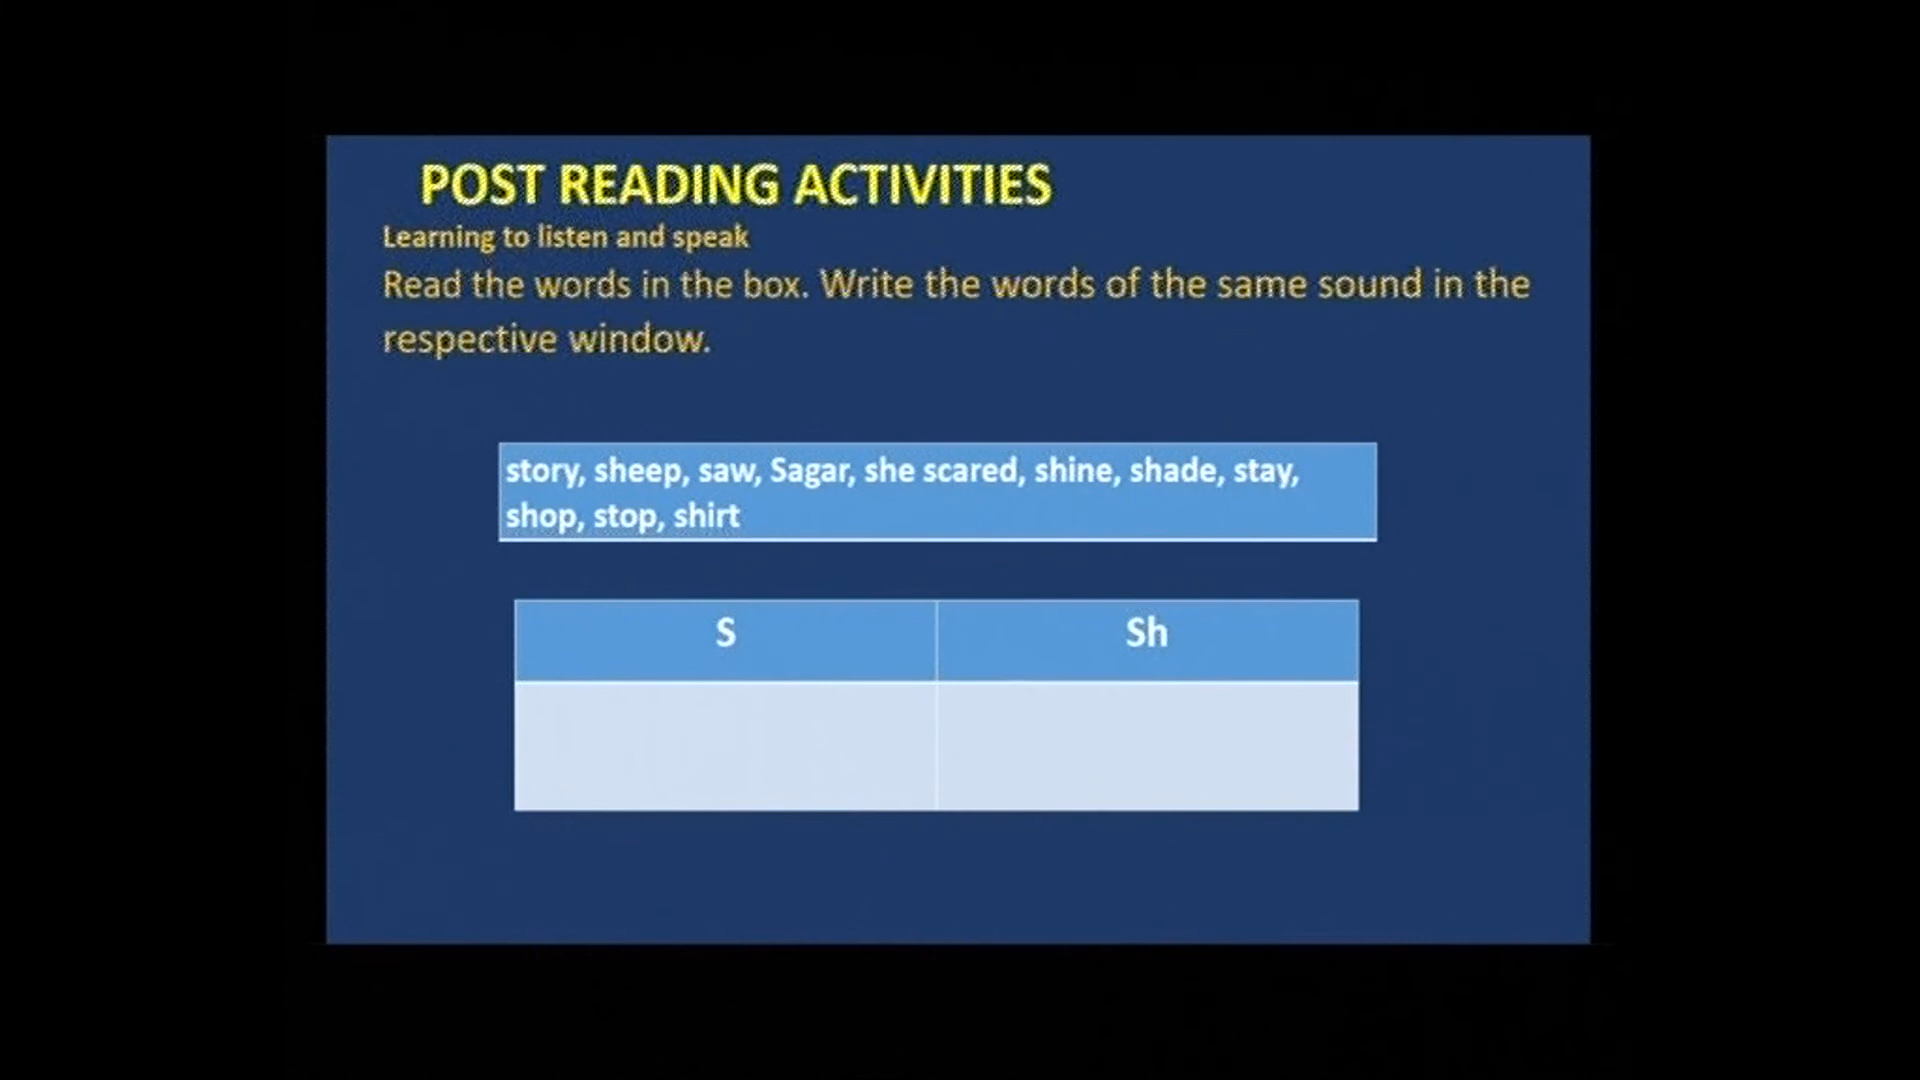 POST READING ACTIVITIES
Learning to listen and speak
Read the words in the box. Write the words of the same sound in the
respective window.
story, sheep, saw, Sagar, she scared, shine, shade, stay,
shop, stop, shirt
S Sh